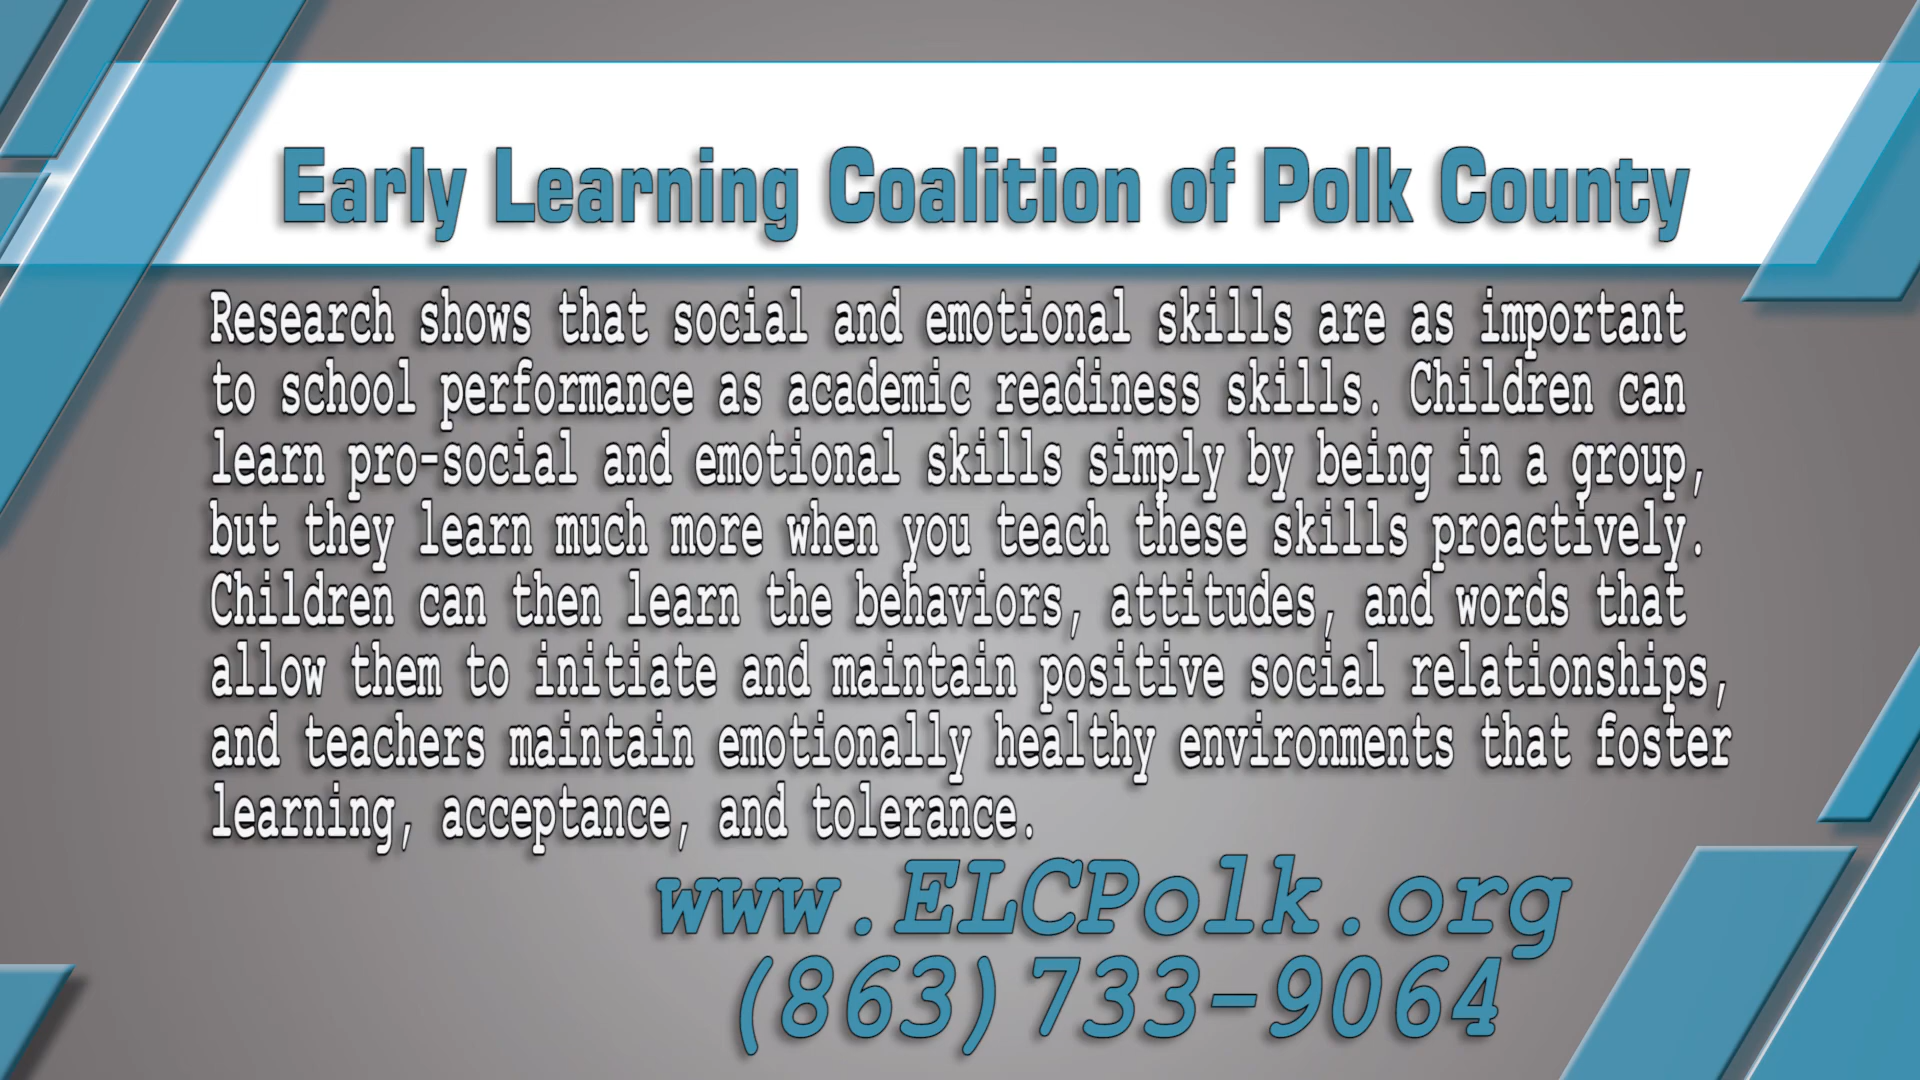 Early Learning Coalition of Polk County
Research shows that social and emotional skills are as important
to school performance as academic readiness skills. Children can
learn pro-social and emotional skills simply by being in a group,
but they learn much more when you teach these skills proactively.
Children can then learn the behaviors, attitudes, and words that
allow them to initiate and maintain positive social relationships,
and teachers maintain emotionally healthy environments that foster
learning, acceptance, and tolerance.
www.ELCPolk.org
(863)733-9064